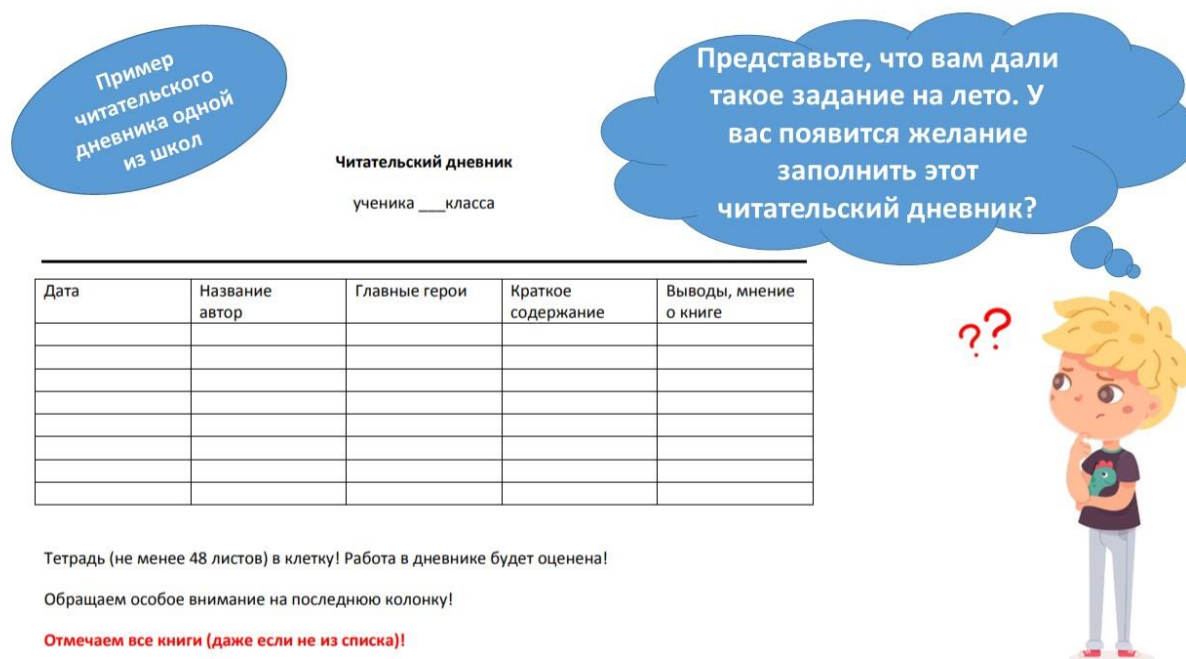 Пример
читательского
дневника одной
из школ
Представьте, что вам дали
такое задание на лето. У
вас появится желание
заполнить этот
читательский дневник?
Читательский дневник
ученика ___класса
Дата
Название
автор
Главные герои
Краткое
содержание
Выводы, мнение
о книге
??
Тетрадь (не менее 48 листов) в клетку! Работа в дневнике будет оценена!
Обращаем особое внимание на последнюю колонку!
Отмечаем все книги (даже если не из списка)!